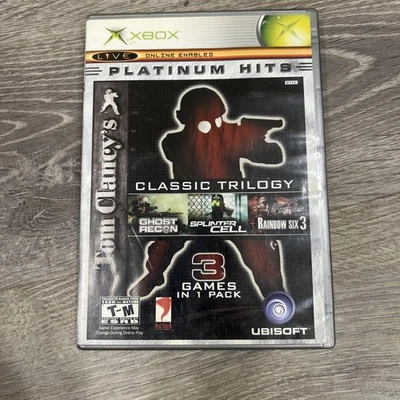 XBOX
LIVE ONLINE ENABLED
PLATINUM HITS
Tom Clancy's
CLASSIC TRILOGY
GHOST RECON
SPLINTER CELL
RAINBOW SIX 3
3
GAMES
IN 1 PACK
T-M
ESRB
Game Experience May
Change During Online Play
UBISOFT